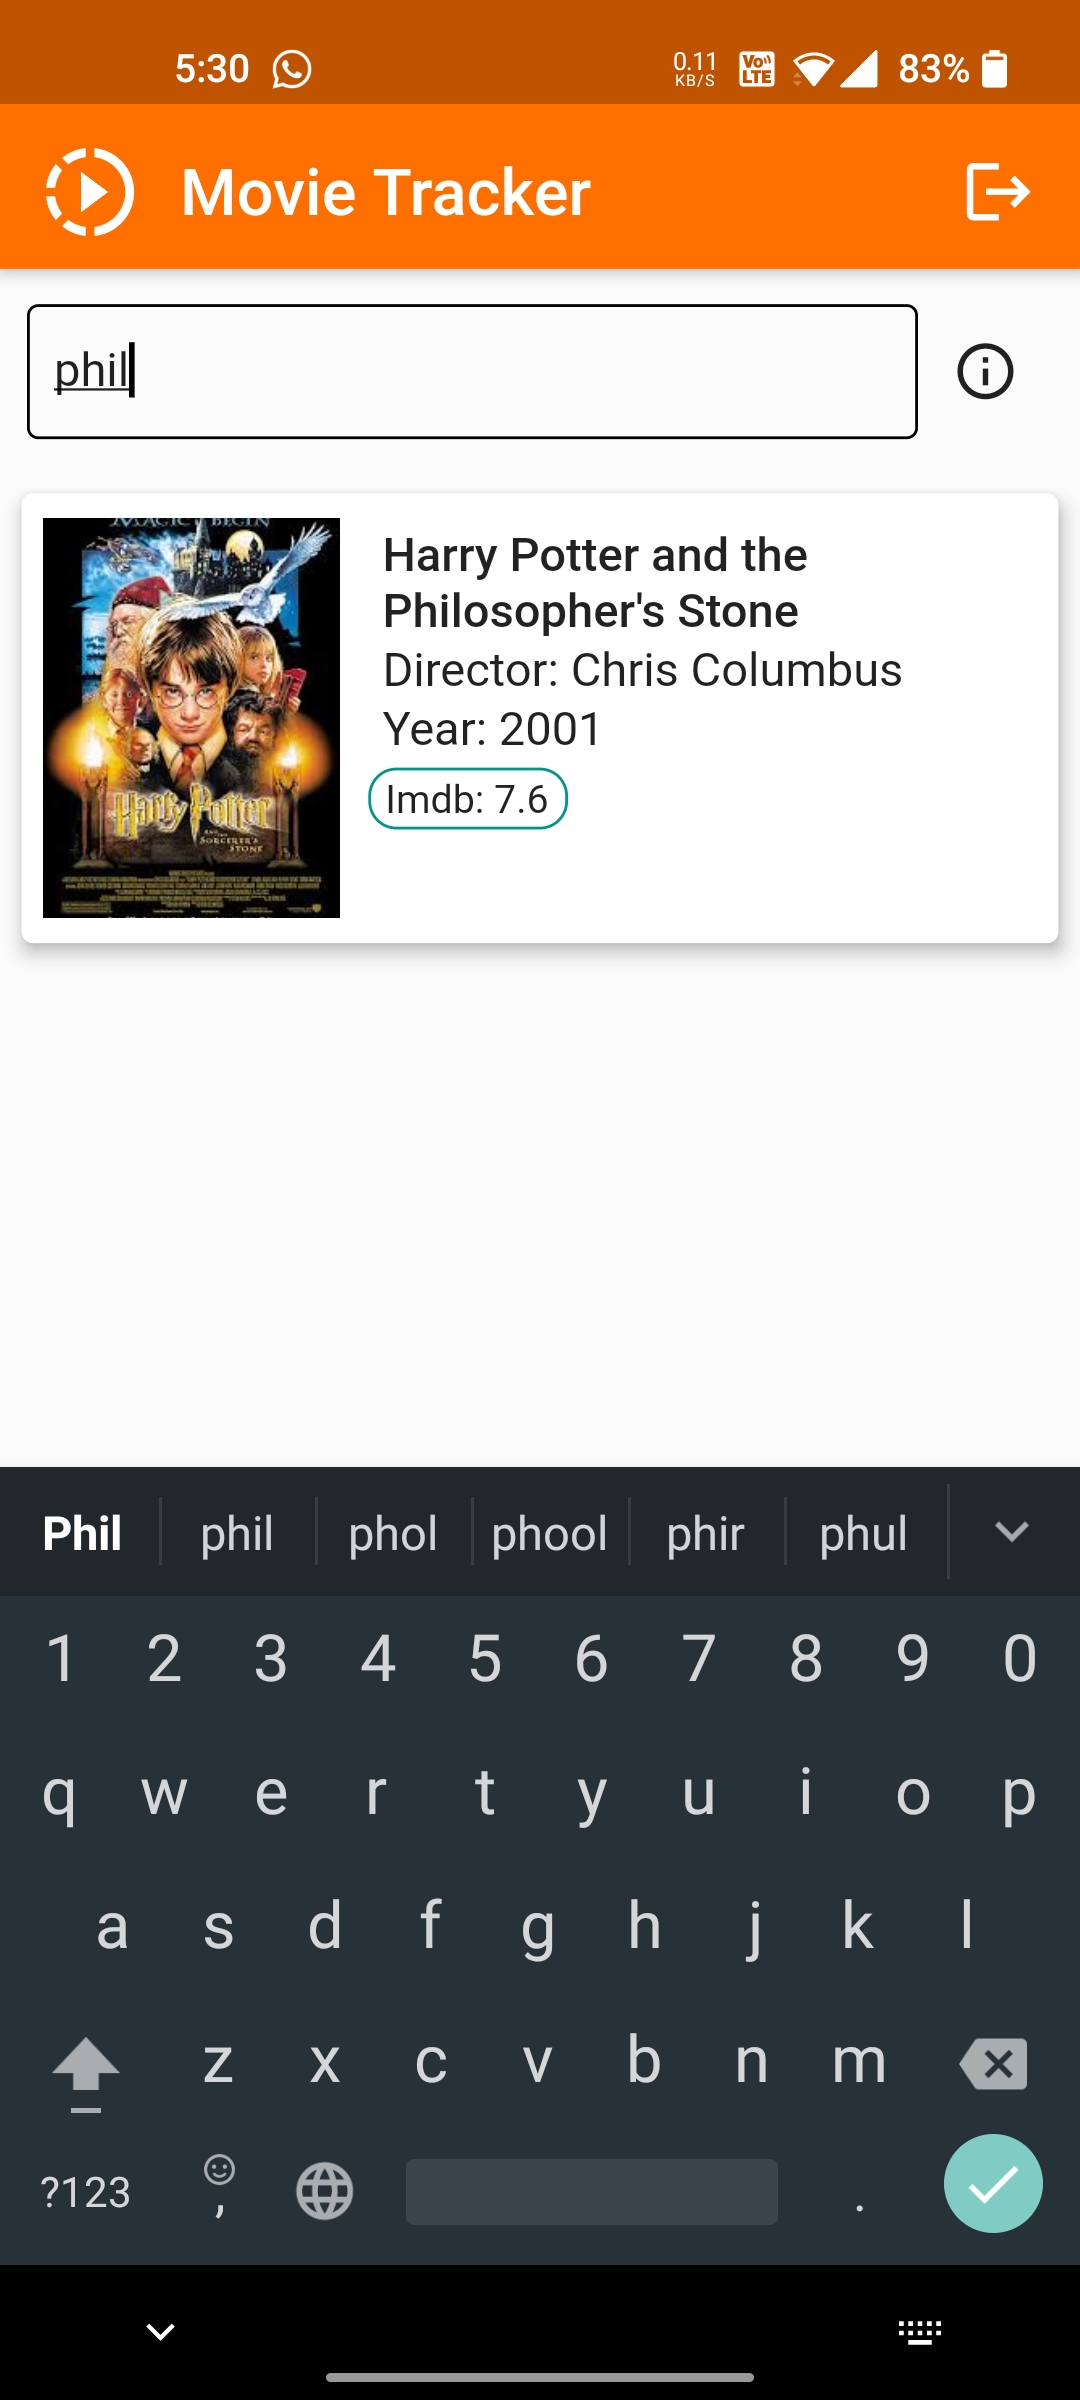 5:30
0.11
KB/S
Vo))
LTE
83%
Movie Tracker
phil
MAGIC BEGIN
Harry Potter
SORCERER'S
STONE
Harry Potter and the
Philosopher's Stone
Director: Chris Columbus
Year: 2001
Imdb: 7.6
Phil phil phol phool phir phul
1 2 3 4 5 6 7 8 9 0
q w e r t y u i o p
a s d f g h j k l
z x c v b n m
?123 , .